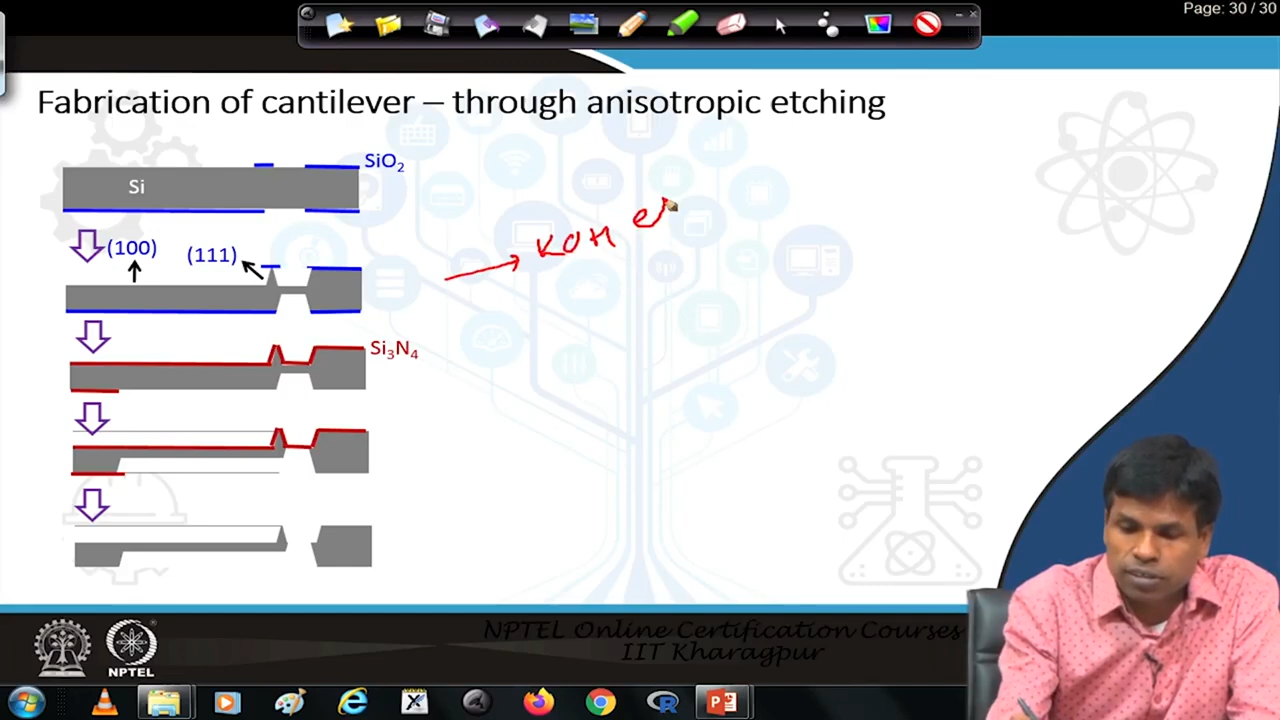 Page: 30 / 30
Fabrication of cantilever – through anisotropic etching
SiO₂
Si
(100)
(111)
KOH
Si₃N₄
NPTEL Online Certification Courses
IIT Kharagpur
NPTEL